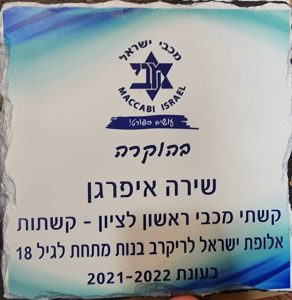 מכבי ישראל
MACCABI ISRAEL
עושים ספורט!
בהוקרה
שירה איפרגן
קשתי מכבי ראשון לציון - קשתות
אלופת ישראל לריקרב בנות מתחת לגיל 18
בעונת 2021-2022